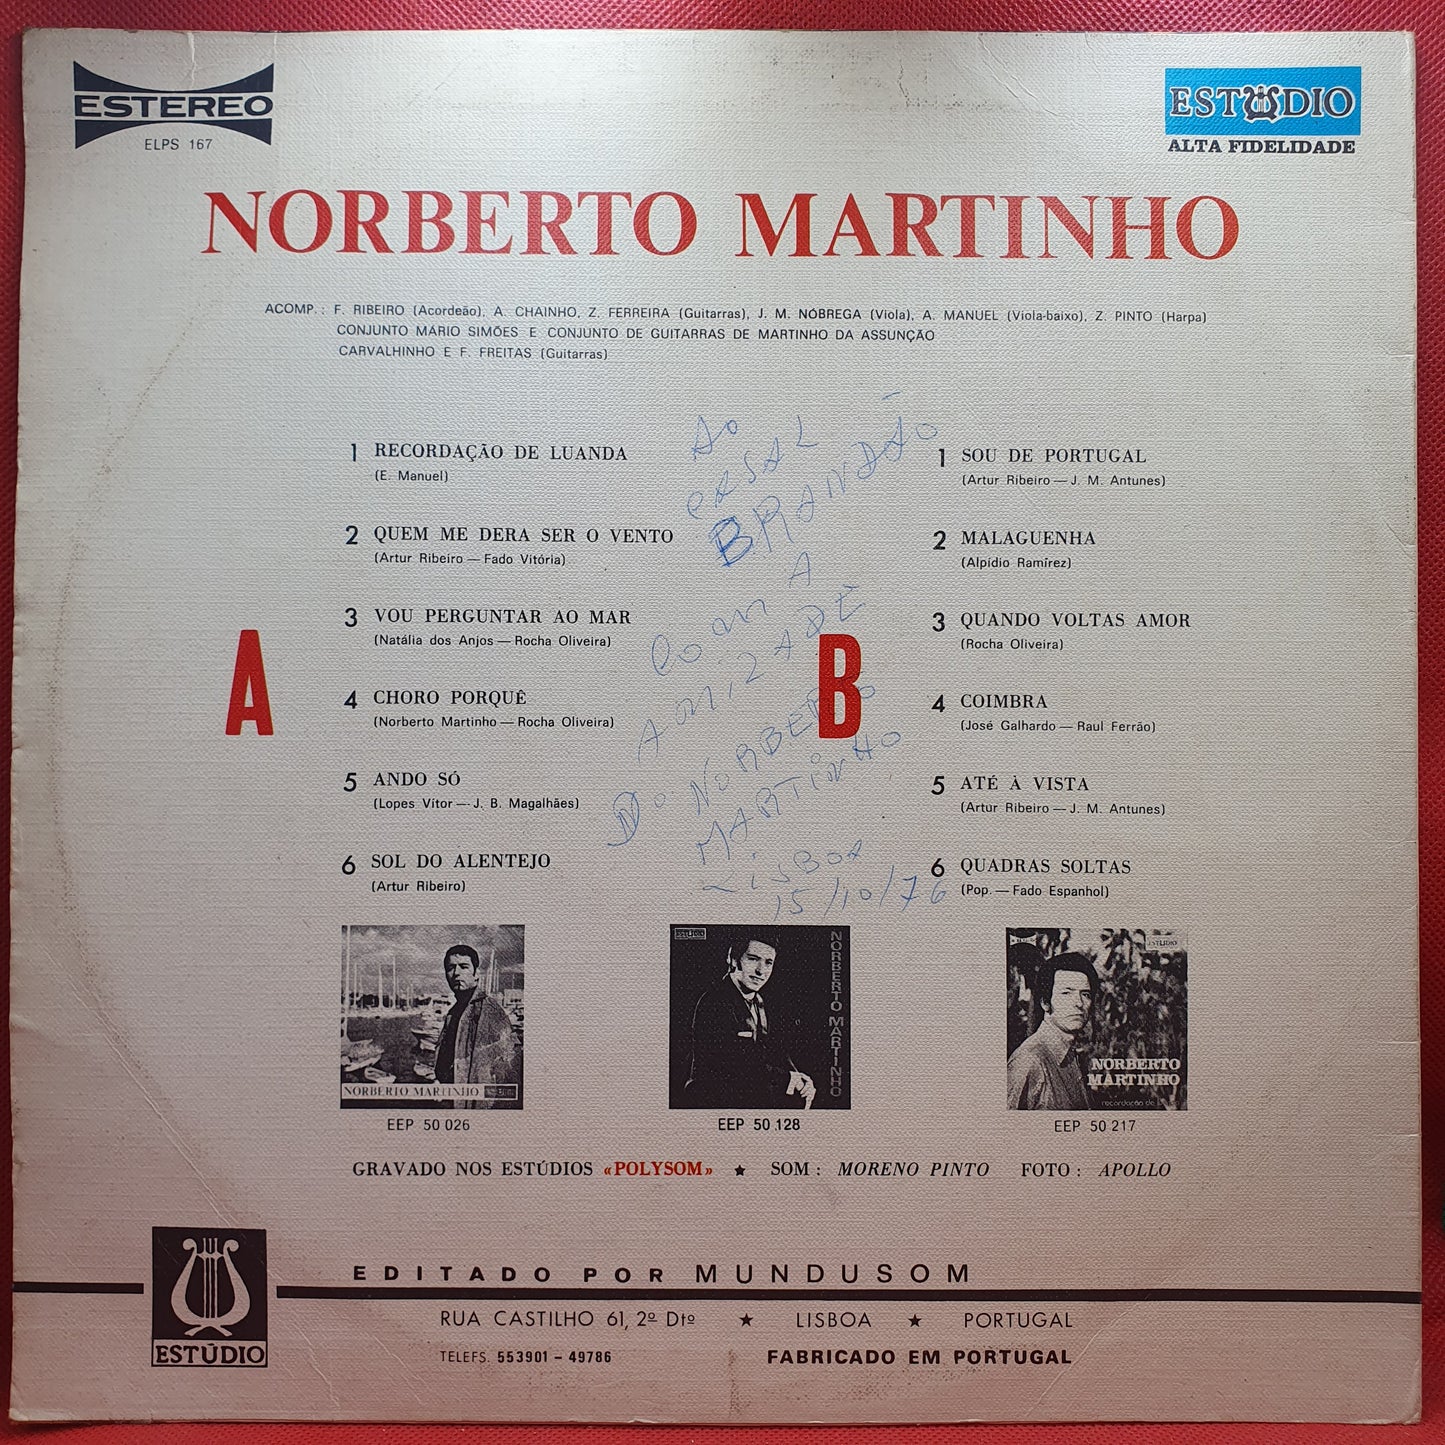 ESTEREO
ELPS 167
ESTÚDIO
ALTA FIDELIDADE
NORBERTO MARTINHO
ACOMP.: F. RIBEIRO (Acordeão), A. CHAINHO, Z. FERREIRA (Guitarras), J. M. NÓBREGA (Viola), A. MANUEL (Viola-baixo), Z. PINTO (Harpa)
CONJUNTO MÁRIO SIMÕES E CONJUNTO DE GUITARRAS DE MARTINHO DA ASSUNÇÃO
CARVALHINHO E F. FREITAS (Guitarras)
A
1 RECORDAÇÃO DE LUANDA
(E. Manuel)
2 QUEM ME DERA SER O VENTO
(Artur Ribeiro — Fado Vitória)
3 VOU PERGUNTAR AO MAR
(Natália dos Anjos — Rocha Oliveira)
4 CHORO PORQUÊ
(Norberto Martinho — Rocha Oliveira)
5 ANDO SÓ
(Lopes Vítor — J. B. Magalhães)
6 SOL DO ALENTEJO
(Artur Ribeiro)
AO
CASAL
BRANDÃO
COM A
AMIZADE
DO NORBERTO
MARTINHO
LISBOA
15/10/76
B
1 SOU DE PORTUGAL
(Artur Ribeiro — J. M. Antunes)
2 MALAGUENHA
(Alpídio Ramírez)
3 QUANDO VOLTAS AMOR
(Rocha Oliveira)
4 COIMBRA
(José Galhardo — Raul Ferrão)
5 ATÉ À VISTA
(Artur Ribeiro — J. M. Antunes)
6 QUADRAS SOLTAS
(Pop. — Fado Espanhol)
NORBERTO MARTINHO
EEP 50 026
ESTÚDIO
NORBERTO MARTINHO
EEP 50 128
ESTÚDIO
NORBERTO
MARTINHO
recordação de
EEP 50 217
GRAVADO NOS ESTÚDIOS «POLYSOM» ★ SOM : MORENO PINTO FOTO : APOLLO
ESTÚDIO
EDITADO POR MUNDUSOM
RUA CASTILHO 61, 2º Dtº ★ LISBOA ★ PORTUGAL
TELEFS. 553901 - 49786 FABRICADO EM PORTUGAL